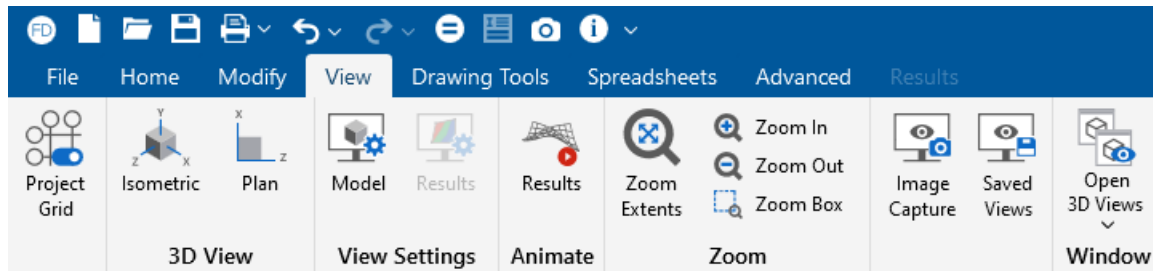 FD
File Home Modify View Drawing Tools Spreadsheets Advanced Results
Project Grid
Y
Z X
Isometric
X
Z
Plan
Model
Results
Results
Zoom Extents
Zoom In
Zoom Out
Zoom Box
Image Capture
Saved Views
Open 3D Views
3D View View Settings Animate Zoom Window